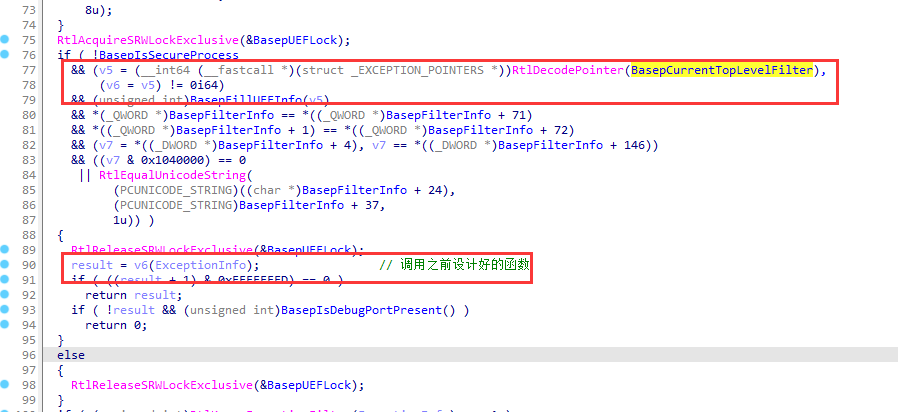 73 8u);
74 }
75 RtlAcquireSRWLockExclusive(&BasepUEFLock);
76 if ( !BasepIsSecureProcess
77 && (v5 = (__int64 (__fastcall *)(struct _EXCEPTION_POINTERS *))RtlDecodePointer(BasepCurrentTopLevelFilter),
78 (v6 = v5) != 0i64)
79 && (unsigned int)BasepFillUEFInfo(v5)
80 && *(_QWORD *)BasepFilterInfo == *((_QWORD *)BasepFilterInfo + 71)
81 && *((_QWORD *)BasepFilterInfo + 1) == *((_QWORD *)BasepFilterInfo + 72)
82 && (v7 = *((_DWORD *)BasepFilterInfo + 4), v7 == *((_DWORD *)BasepFilterInfo + 146))
83 && ((v7 & 0x1040000) == 0
84 || RtlEqualUnicodeString(
85 (PCUNICODE_STRING)((char *)BasepFilterInfo + 24),
86 (PCUNICODE_STRING)BasepFilterInfo + 37,
87 1u)) )
88 {
89 RtlReleaseSRWLockExclusive(&BasepUEFLock);
90 result = v6(ExceptionInfo); // 调用之前设计好的函数
91 if ( ((result + 1) & 0xFFFFFFFD) == 0 )
92 return result;
93 if ( !result && (unsigned int)BasepIsDebugPortPresent() )
94 return 0;
95 }
96 else
97 {
98 RtlReleaseSRWLockExclusive(&BasepUEFLock);
99 }